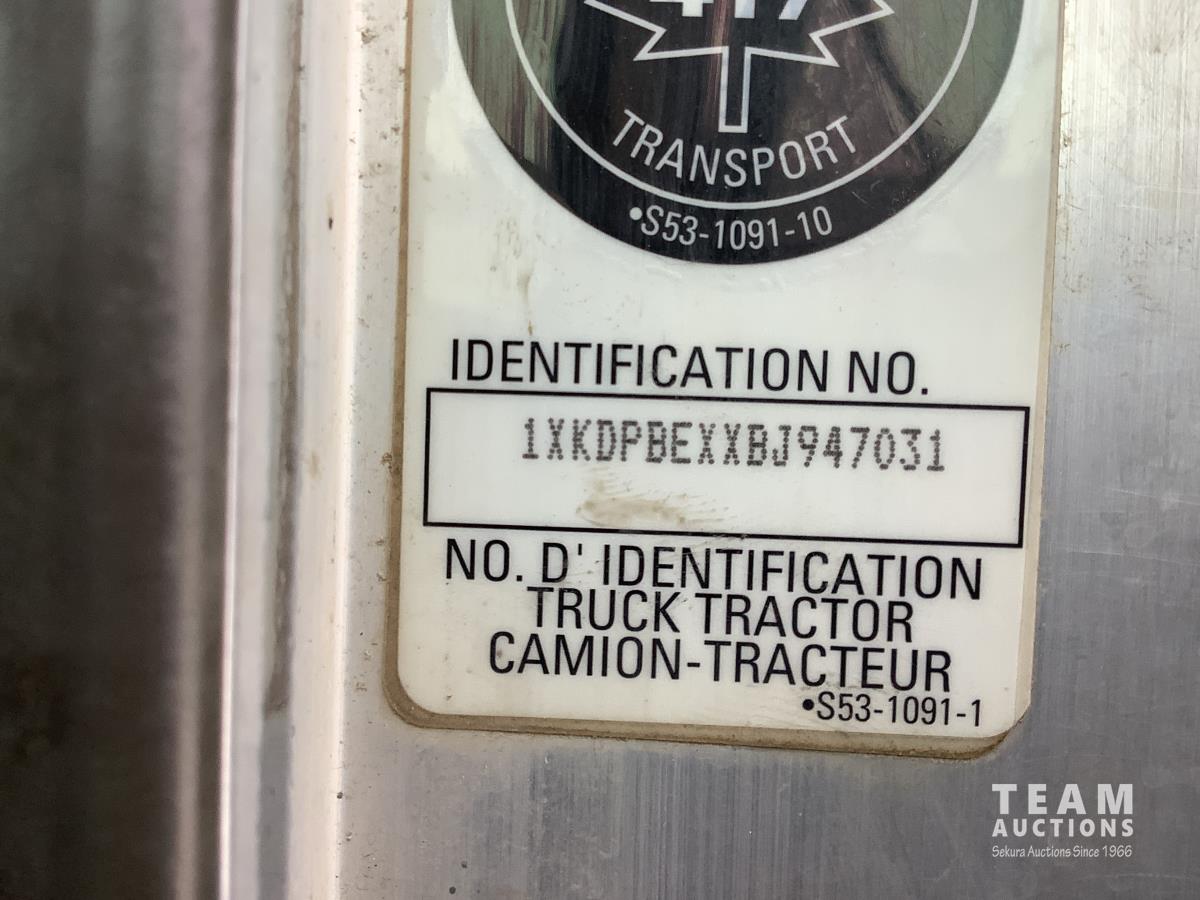 TRANSPORT
•S53-1091-10
IDENTIFICATION NO.
1XKDPBEXXBJ947031
NO. D' IDENTIFICATION
TRUCK TRACTOR
CAMION-TRACTEUR
•S53-1091-1
TEAM
AUCTIONS
Sekura Auctions Since 1966